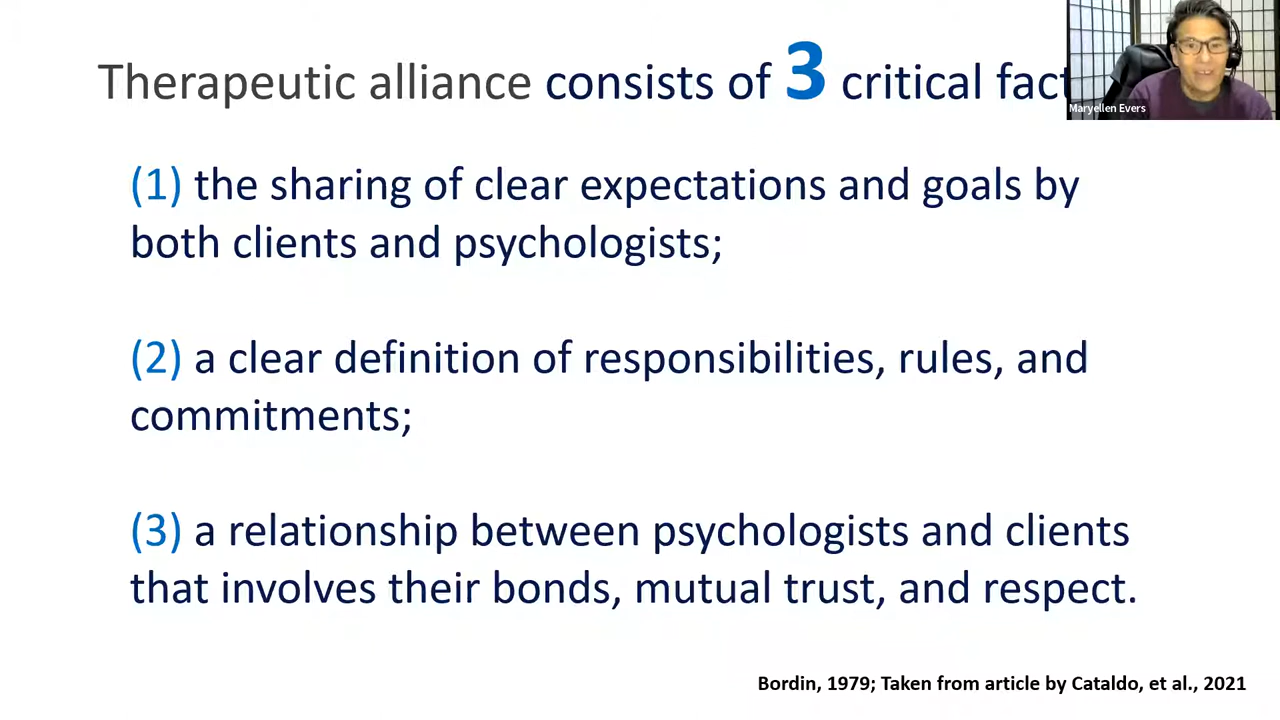 Therapeutic alliance consists of 3 critical
Maryellen Evers
(1) the sharing of clear expectations and goals by
both clients and psychologists;
(2) a clear definition of responsibilities, rules, and
commitments;
(3) a relationship between psychologists and clients
that involves their bonds, mutual trust, and respect.
Bordin, 1979; Taken from article by Cataldo, et al., 2021